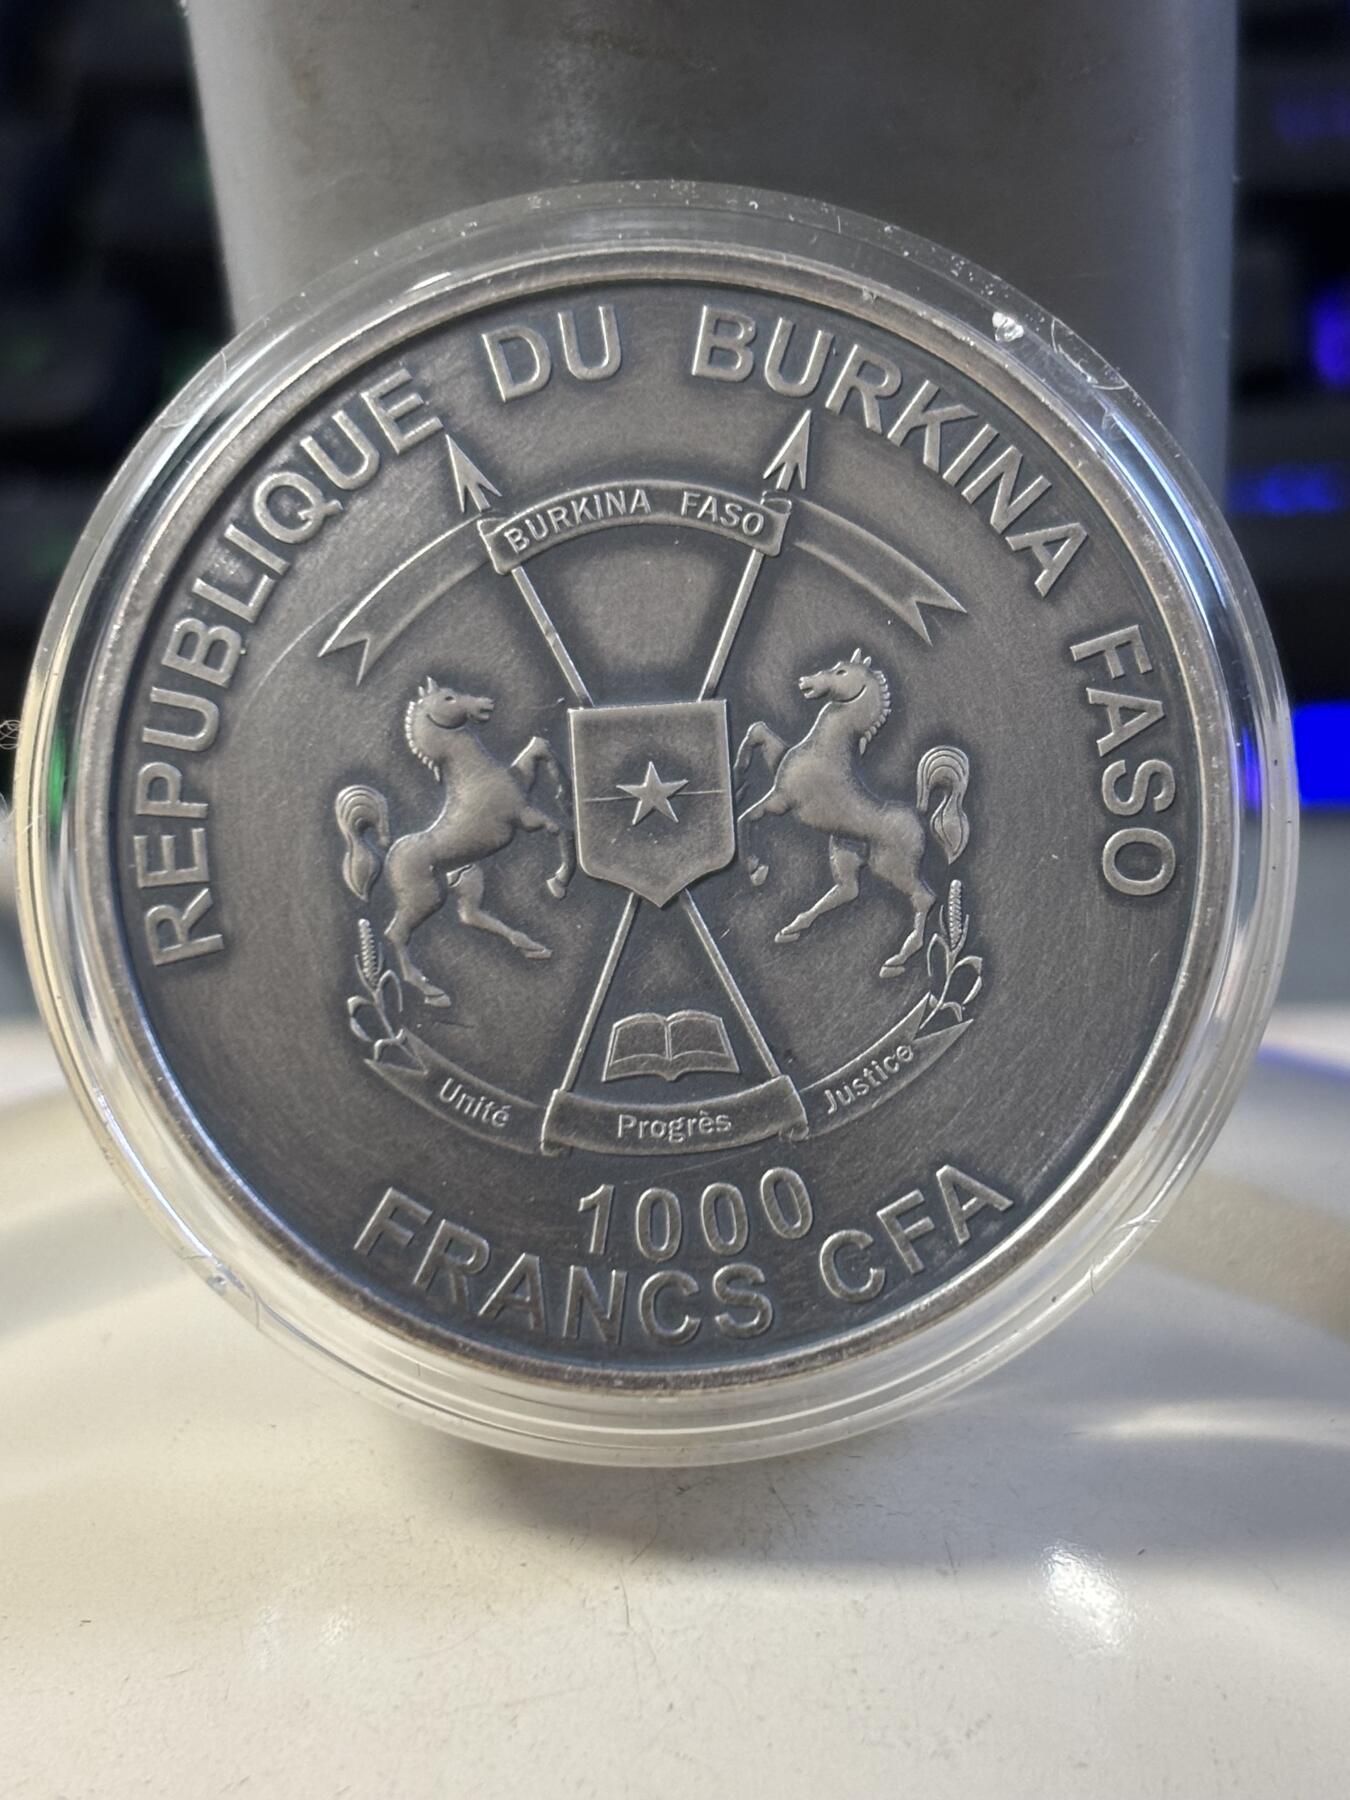 REPUBLIQUE DU BURKINA FASO
BURKINA FASO
Unité Progrès Justice
1000
FRANCS CFA